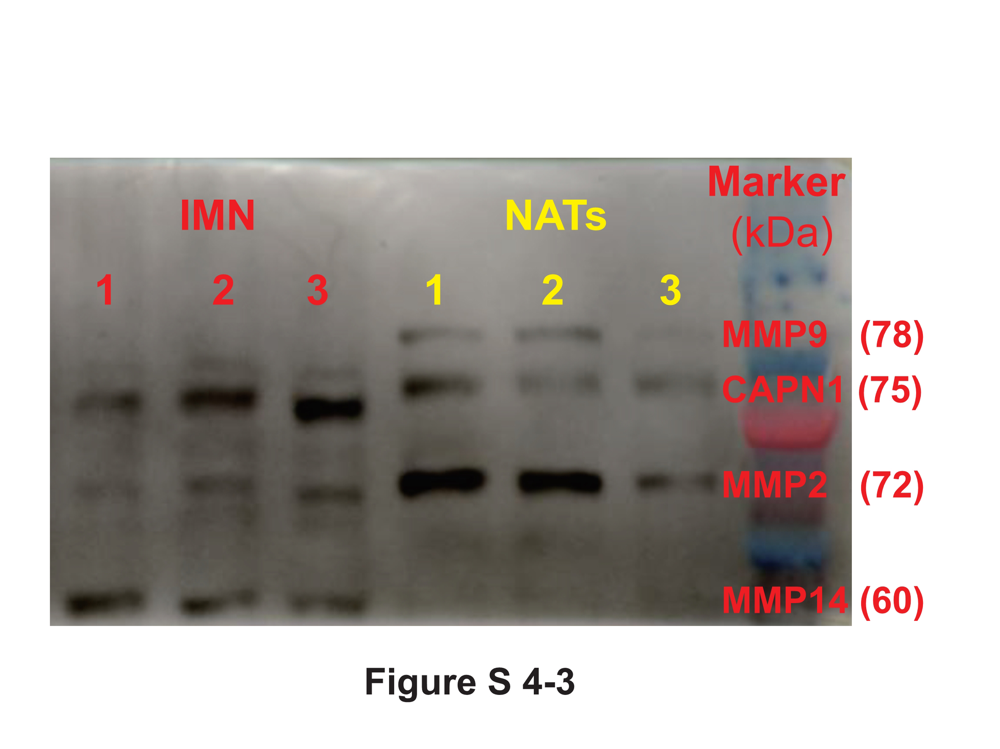 Marker
(kDa)
IMN NATs
1 2 3 1 2 3
MMP9 (78)
CAPN1 (75)
MMP2 (72)
MMP14 (60)
Figure S 4-3